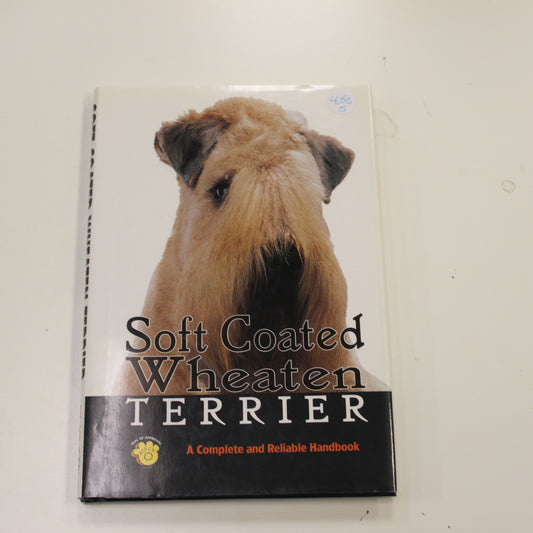 Soft Coated
Wheaten
TERRIER
A Complete and Reliable Handbook